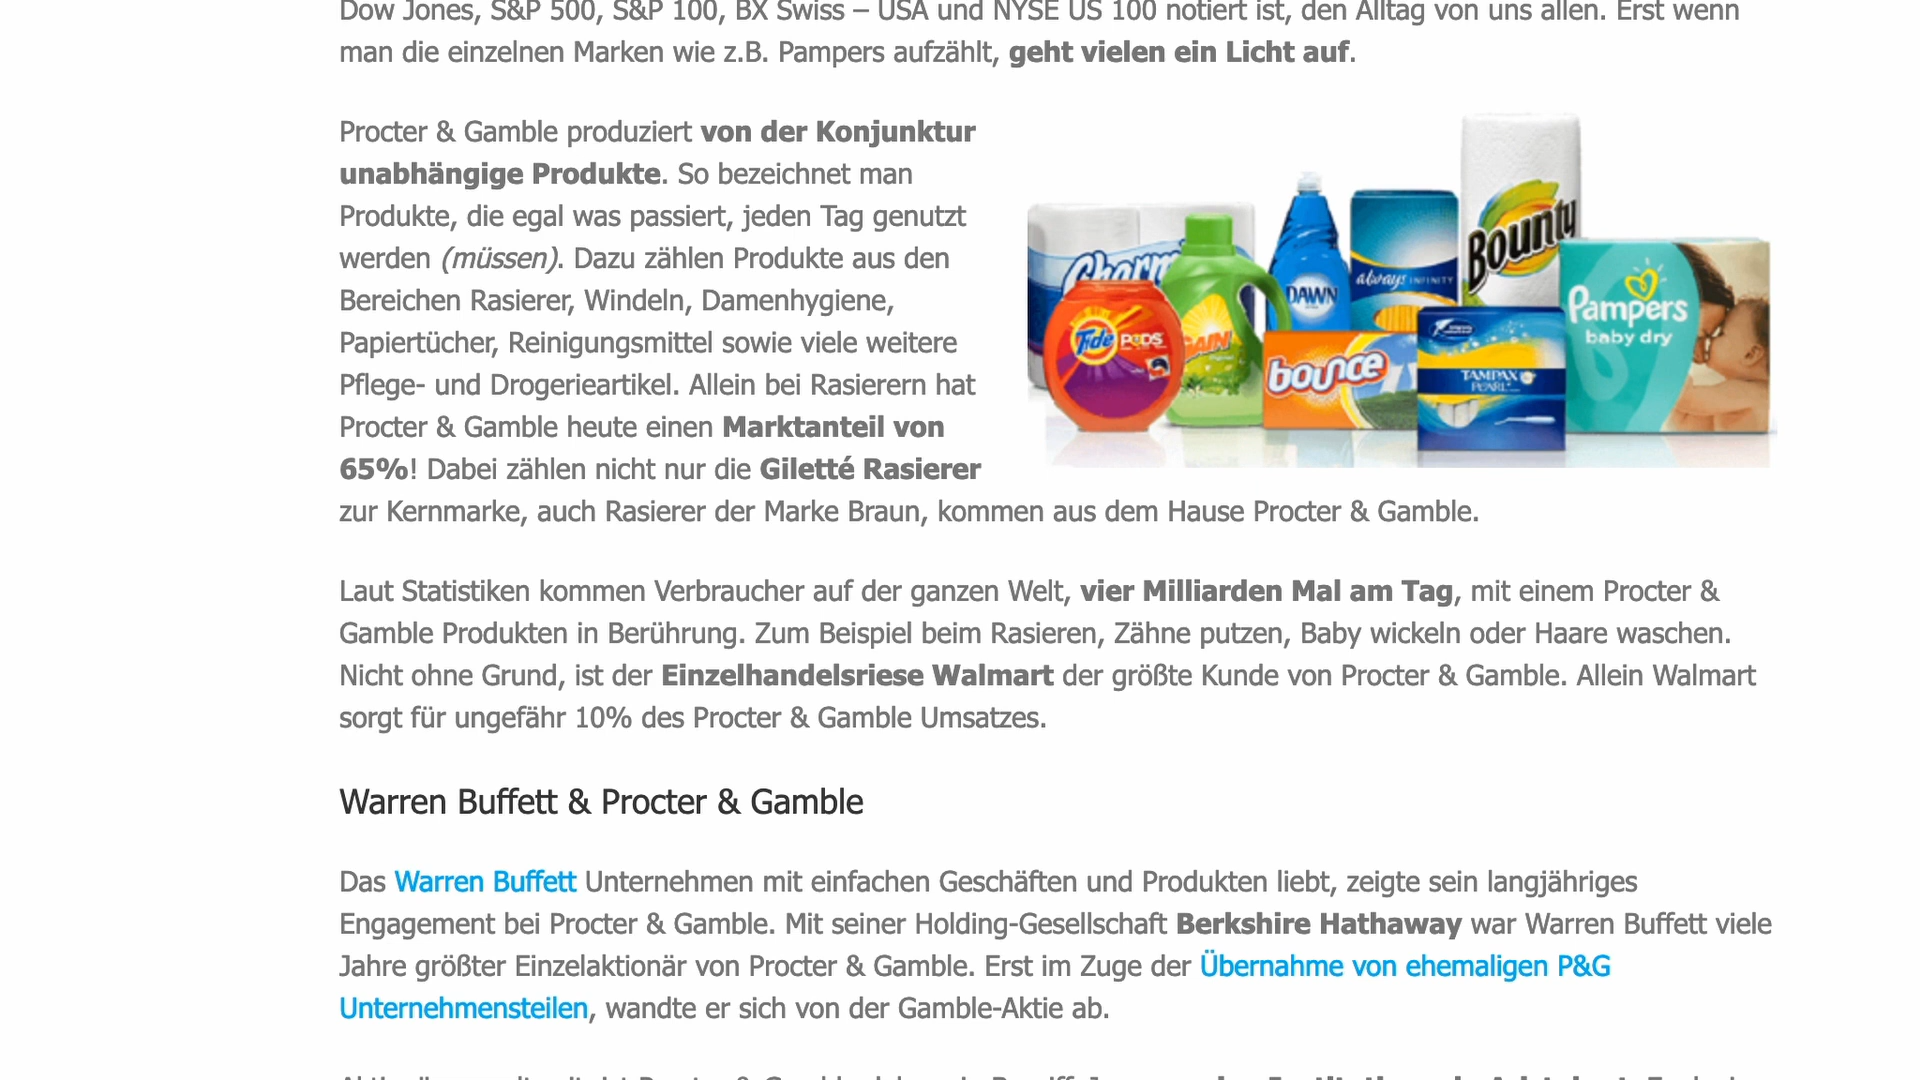 Dow Jones, S&P 500, S&P 100, BX Swiss – USA und NYSE US 100 notiert ist, den Alltag von uns allen. Erst wenn
man die einzelnen Marken wie z.B. Pampers aufzählt, geht vielen ein Licht auf.
Procter & Gamble produziert von der Konjunktur
unabhängige Produkte. So bezeichnet man
Produkte, die egal was passiert, jeden Tag genutzt
werden (müssen). Dazu zählen Produkte aus den
Bereichen Rasierer, Windeln, Damenhygiene,
Papiertücher, Reinigungsmittel sowie viele weitere
Pflege- und Drogerieartikel. Allein bei Rasierern hat
Procter & Gamble heute einen Marktanteil von
65%! Dabei zählen nicht nur die Giletté Rasierer
zur Kernmarke, auch Rasierer der Marke Braun, kommen aus dem Hause Procter & Gamble.
Charm
Tide PODS
GAIN
DAWN
always INFINITY
Bounty
bounce
TAMPAX
PEARL
Pampers
baby dry
Laut Statistiken kommen Verbraucher auf der ganzen Welt, vier Milliarden Mal am Tag, mit einem Procter &
Gamble Produkten in Berührung. Zum Beispiel beim Rasieren, Zähne putzen, Baby wickeln oder Haare waschen.
Nicht ohne Grund, ist der Einzelhandelsriese Walmart der größte Kunde von Procter & Gamble. Allein Walmart
sorgt für ungefähr 10% des Procter & Gamble Umsatzes.
Warren Buffett & Procter & Gamble
Das Warren Buffett Unternehmen mit einfachen Geschäften und Produkten liebt, zeigte sein langjähriges
Engagement bei Procter & Gamble. Mit seiner Holding-Gesellschaft Berkshire Hathaway war Warren Buffett viele
Jahre größter Einzelaktionär von Procter & Gamble. Erst im Zuge der Übernahme von ehemaligen P&G
Unternehmensteilen, wandte er sich von der Gamble-Aktie ab.